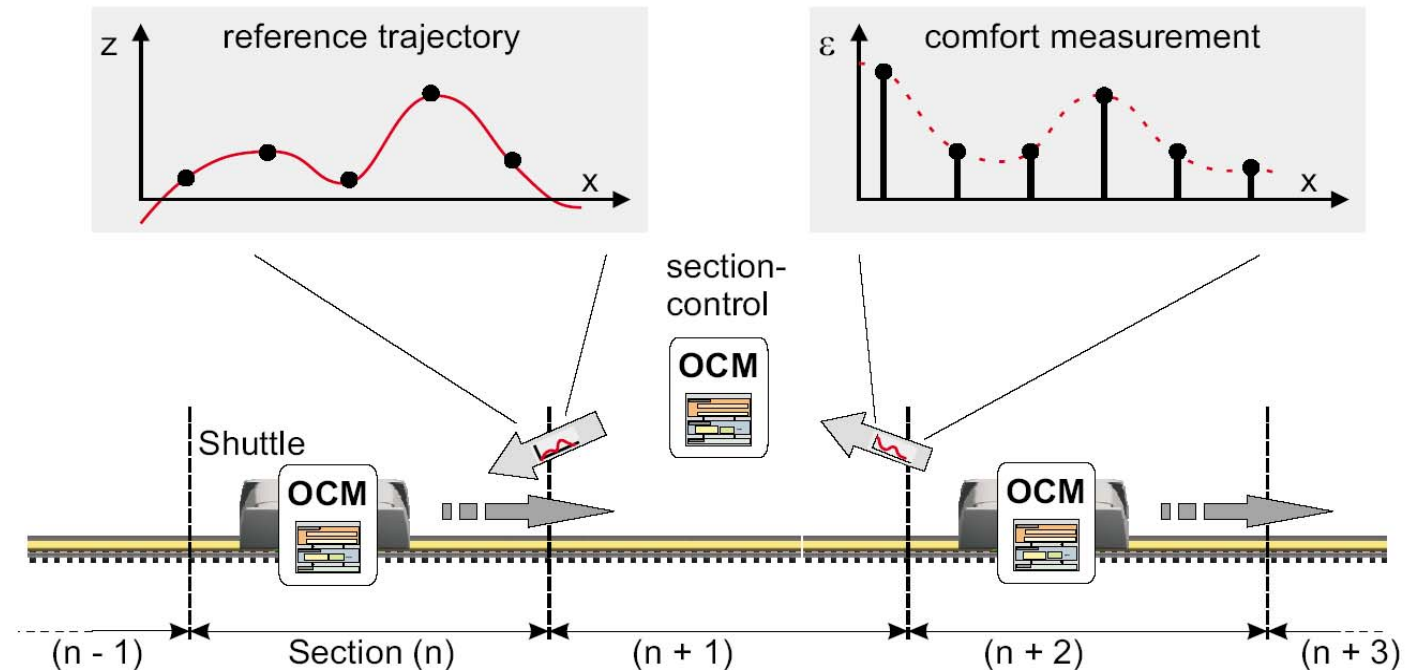 z
reference trajectory
x
ε
comfort measurement
x
section-
control
OCM
Shuttle
OCM
OCM
(n - 1)
Section (n)
(n + 1)
(n + 2)
(n + 3)